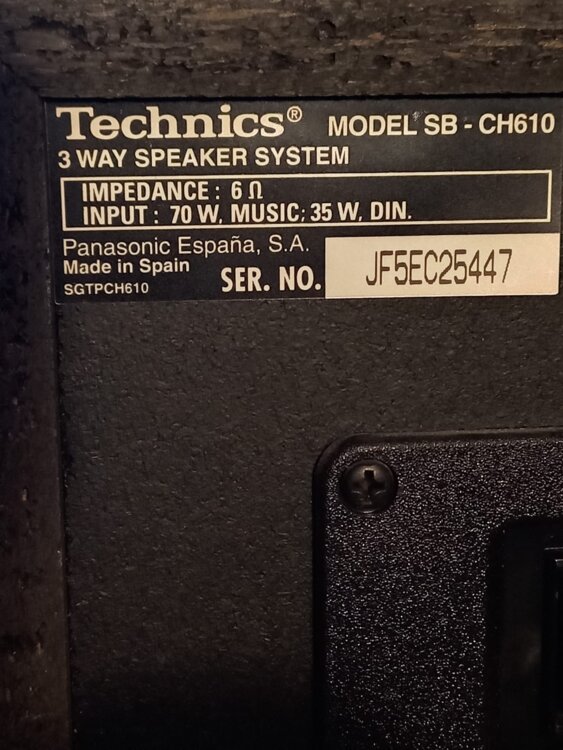 Technics® MODEL SB - CH610
3 WAY SPEAKER SYSTEM
IMPEDANCE : 6 Ω
INPUT : 70 W. MUSIC; 35 W. DIN.
Panasonic España, S.A.
Made in Spain
SGTPCH610
SER. NO. JF5EC25447